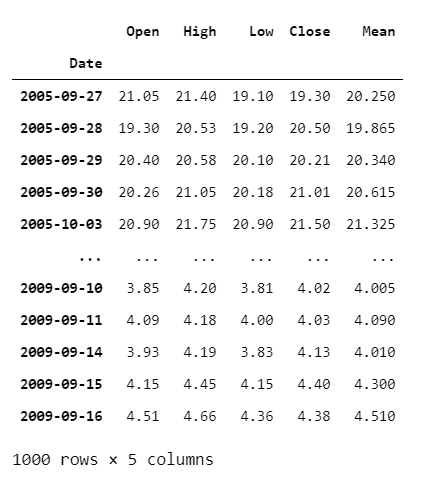 Open High Low Close Mean
Date
2005-09-27 21.05 21.40 19.10 19.30 20.250
2005-09-28 19.30 20.53 19.20 20.50 19.865
2005-09-29 20.40 20.58 20.10 20.21 20.340
2005-09-30 20.26 21.05 20.18 21.01 20.615
2005-10-03 20.90 21.75 20.90 21.50 21.325
... ... ... ... ... ...
2009-09-10 3.85 4.20 3.81 4.02 4.005
2009-09-11 4.09 4.18 4.00 4.03 4.090
2009-09-14 3.93 4.19 3.83 4.13 4.010
2009-09-15 4.15 4.45 4.15 4.40 4.300
2009-09-16 4.51 4.66 4.36 4.38 4.510
1000 rows × 5 columns